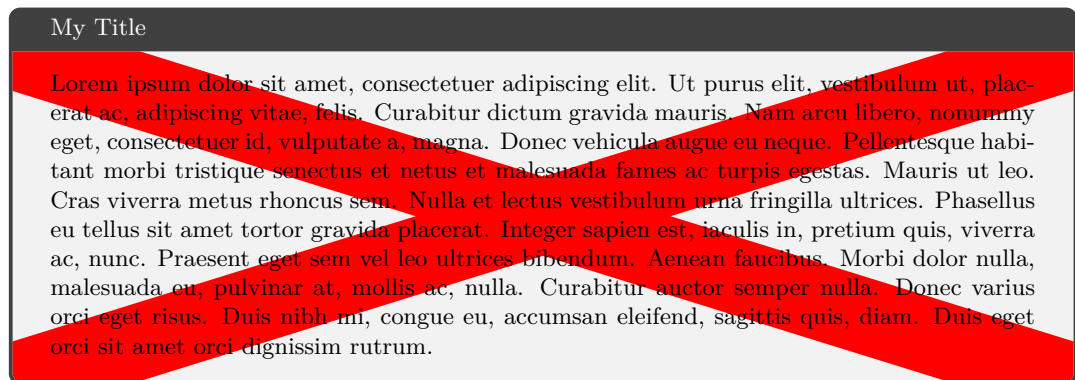 My Title
Lorem ipsum dolor sit amet, consectetuer adipiscing elit. Ut purus elit, vestibulum ut, plac-
erat ac, adipiscing vitae, felis. Curabitur dictum gravida mauris. Nam arcu libero, nonummy
eget, consectetuer id, vulputate a, magna. Donec vehicula augue eu neque. Pellentesque habi-
tant morbi tristique senectus et netus et malesuada fames ac turpis egestas. Mauris ut leo.
Cras viverra metus rhoncus sem. Nulla et lectus vestibulum urna fringilla ultrices. Phasellus
eu tellus sit amet tortor gravida placerat. Integer sapien est, iaculis in, pretium quis, viverra
ac, nunc. Praesent eget sem vel leo ultrices bibendum. Aenean faucibus. Morbi dolor nulla,
malesuada eu, pulvinar at, mollis ac, nulla. Curabitur auctor semper nulla. Donec varius
orci eget risus. Duis nibh mi, congue eu, accumsan eleifend, sagittis quis, diam. Duis eget
orci sit amet orci dignissim rutrum.